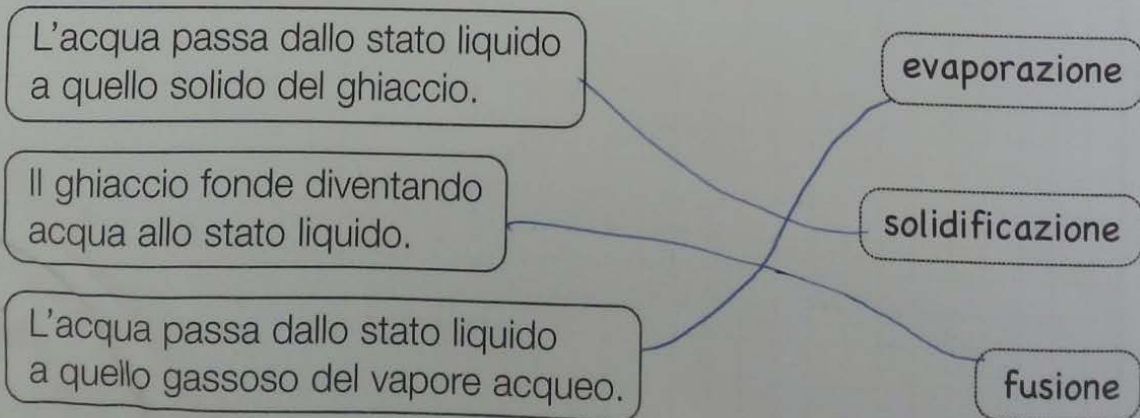 L'acqua passa dallo stato liquido
a quello solido del ghiaccio.
Il ghiaccio fonde diventando
acqua allo stato liquido.
L'acqua passa dallo stato liquido
a quello gassoso del vapore acqueo.
evaporazione
solidificazione
fusione